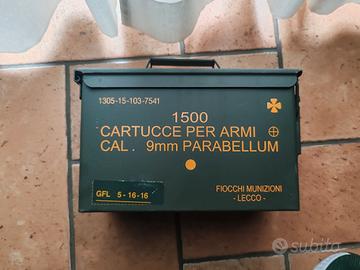 1305-15-103-7541
1500
CARTUCCE PER ARMI
CAL. 9mm PARABELLUM
GFL 5-16-16
FIOCCHI MUNIZIONI
-LECCO-
subito